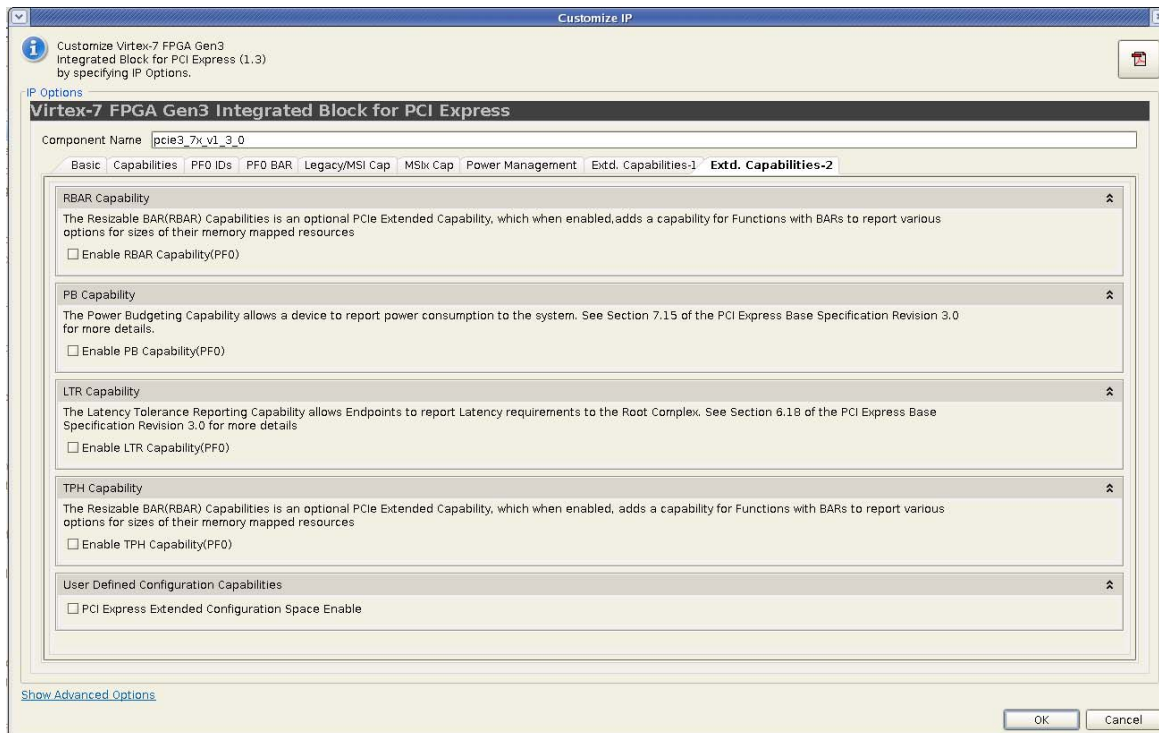 Customize IP
Customize Virtex-7 FPGA Gen3
Integrated Block for PCI Express (1.3)
by specifying IP Options.
IP Options
Virtex-7 FPGA Gen3 Integrated Block for PCI Express
Component Name pcie3_7x_v1_3_0
Basic Capabilities PF0 IDs PF0 BAR Legacy/MSI Cap MSIx Cap Power Management Extd. Capabilities-1 Extd. Capabilities-2
RBAR Capability
The Resizable BAR(RBAR) Capabilities is an optional PCIe Extended Capability, which when enabled,adds a capability for Functions with BARs to report various
options for sizes of their memory mapped resources
Enable RBAR Capability(PF0)
PB Capability
The Power Budgeting Capability allows a device to report power consumption to the system. See Section 7.15 of the PCI Express Base Specification Revision 3.0
for more details.
Enable PB Capability(PF0)
LTR Capability
The Latency Tolerance Reporting Capability allows Endpoints to report Latency requirements to the Root Complex. See Section 6.18 of the PCI Express Base
Specification Revision 3.0 for more details
Enable LTR Capability(PF0)
TPH Capability
The Resizable BAR(RBAR) Capabilities is an optional PCIe Extended Capability, which when enabled, adds a capability for Functions with BARs to report various
options for sizes of their memory mapped resources
Enable TPH Capability(PF0)
User Defined Configuration Capabilities
PCI Express Extended Configuration Space Enable
Show Advanced Options
OK Cancel